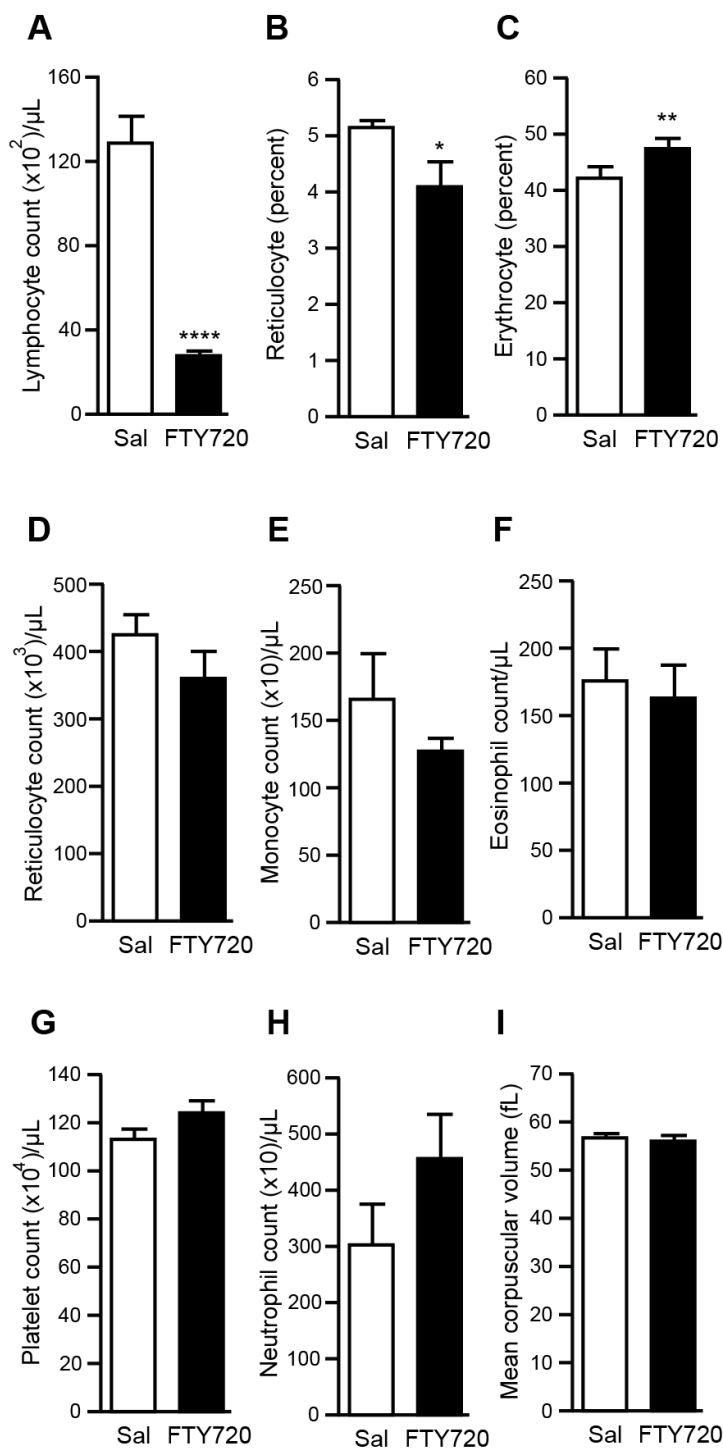 A
Lymphocyte count (x10²)/µL
160
120
80
40
0
****
Sal FTY720
B
Reticulocyte (percent)
6
5
4
3
2
1
0
*
Sal FTY720
C
Erythrocyte (percent)
60
50
40
30
20
10
0
**
Sal FTY720
D
Reticulocyte count (x10³)/µL
500
400
300
200
100
0
Sal FTY720
E
Monocyte count (x10)/µL
250
200
150
100
50
0
Sal FTY720
F
Eosinophil count/µL
250
200
150
100
50
0
Sal FTY720
G
Platelet count (x10⁴)/µL
140
120
100
80
60
40
20
0
Sal FTY720
H
Neutrophil count (x10)/µL
600
500
400
300
200
100
0
Sal FTY720
I
Mean corpuscular volume (fL)
70
60
50
40
30
20
10
0
Sal FTY720